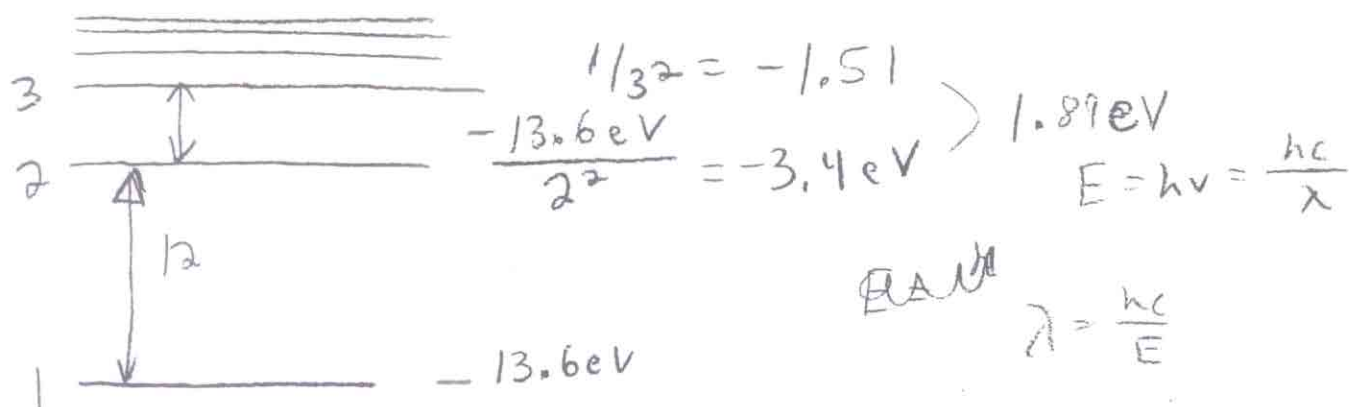 3
1/3² = -1.51
1.89eV
2
-13.6eV / 2² = -3.4eV
E = hν = hc/λ
12
λ = hc/E
1
- 13.6eV